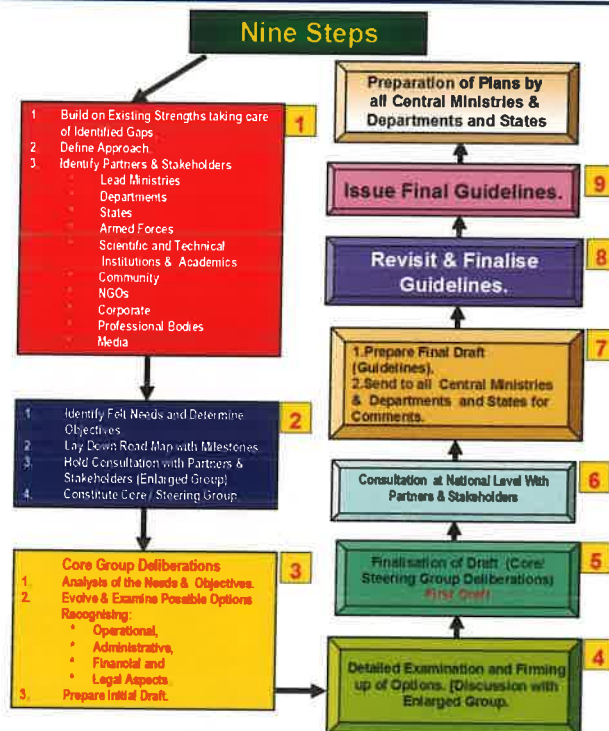 Nine Steps
1
1 Build on Existing Strengths taking care
of Identified Gaps
2 Define Approach.
3. Identify Partners & Stakeholders
* Lead Ministries
* Departments
* States
* Armed Forces
* Scientific and Technical
Institutions & Academics
* Community
* NGOs
* Corporate
* Professional Bodies
* Media
2
1 Identify Felt Needs and Determine
Objectives
2 Lay Down Road Map with Milestones
3. Hold Consultation with Partners &
Stakeholders (Enlarged Group)
4. Constitute Core / Steering Group
3
Core Group Deliberations
1. Analysis of the Needs & Objectives.
2. Evolve & Examine Possible Options
Recognising:
* Operational,
* Administrative,
* Financial and
* Legal Aspects
3. Prepare Initial Draft.
4
Detailed Examination and Firming
up of Options. [Discussion with
Enlarged Group.
5
Finalisation of Draft (Core/
Steering Group Deliberations)
First Draft
6
Consultation at National Level With
Partners & Stakeholders
7
1.Prepare Final Draft
(Guidelines).
2.Send to all Central Ministries
& Departments and States for
Comments.
8
Revisit & Finalise
Guidelines.
9
Issue Final Guidelines.
Preparation of Plans by
all Central Ministries &
Departments and States